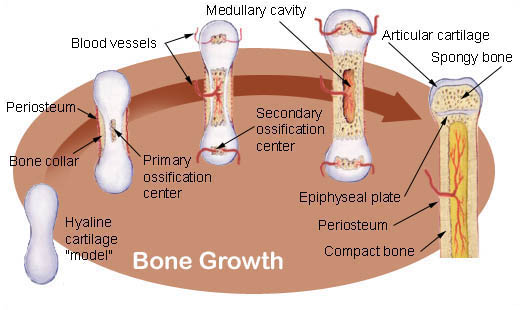 Medullary cavity
Blood vessels
Articular cartilage
Spongy bone
Periosteum
Bone collar
Primary
ossification
center
Secondary
ossification
center
Epiphyseal plate
Periosteum
Compact bone
Hyaline
cartilage
"model"
Bone Growth